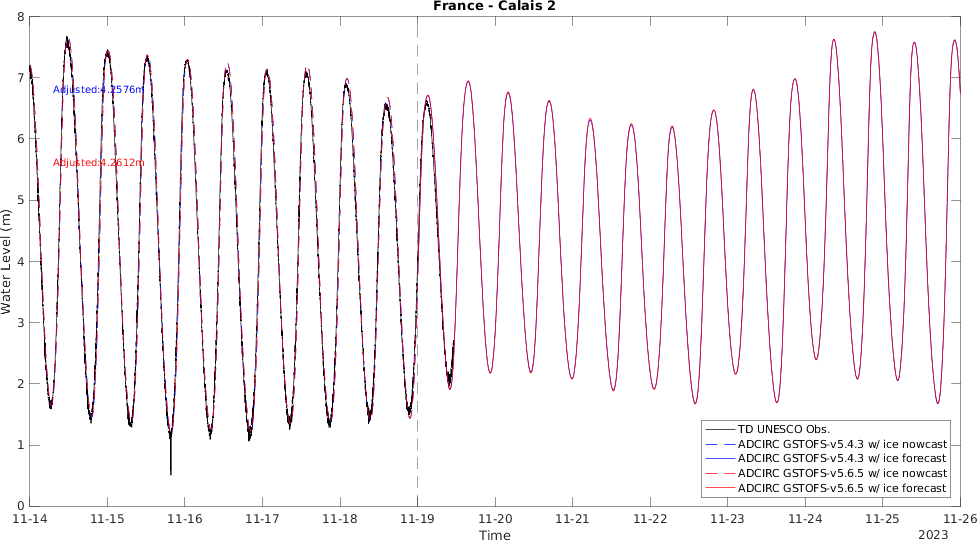 France - Calais 2
8
7
6
5
4
3
2
1
0
Water Level (m)
Adjusted:4.2576m
Adjusted:4.2612m
TD UNESCO Obs.
ADCIRC GSTOFS-v5.4.3 w/ ice nowcast
ADCIRC GSTOFS-v5.4.3 w/ ice forecast
ADCIRC GSTOFS-v5.6.5 w/ ice nowcast
ADCIRC GSTOFS-v5.6.5 w/ ice forecast
11-14 11-15 11-16 11-17 11-18 11-19 11-20 11-21 11-22 11-23 11-24 11-25 11-26
Time
2023